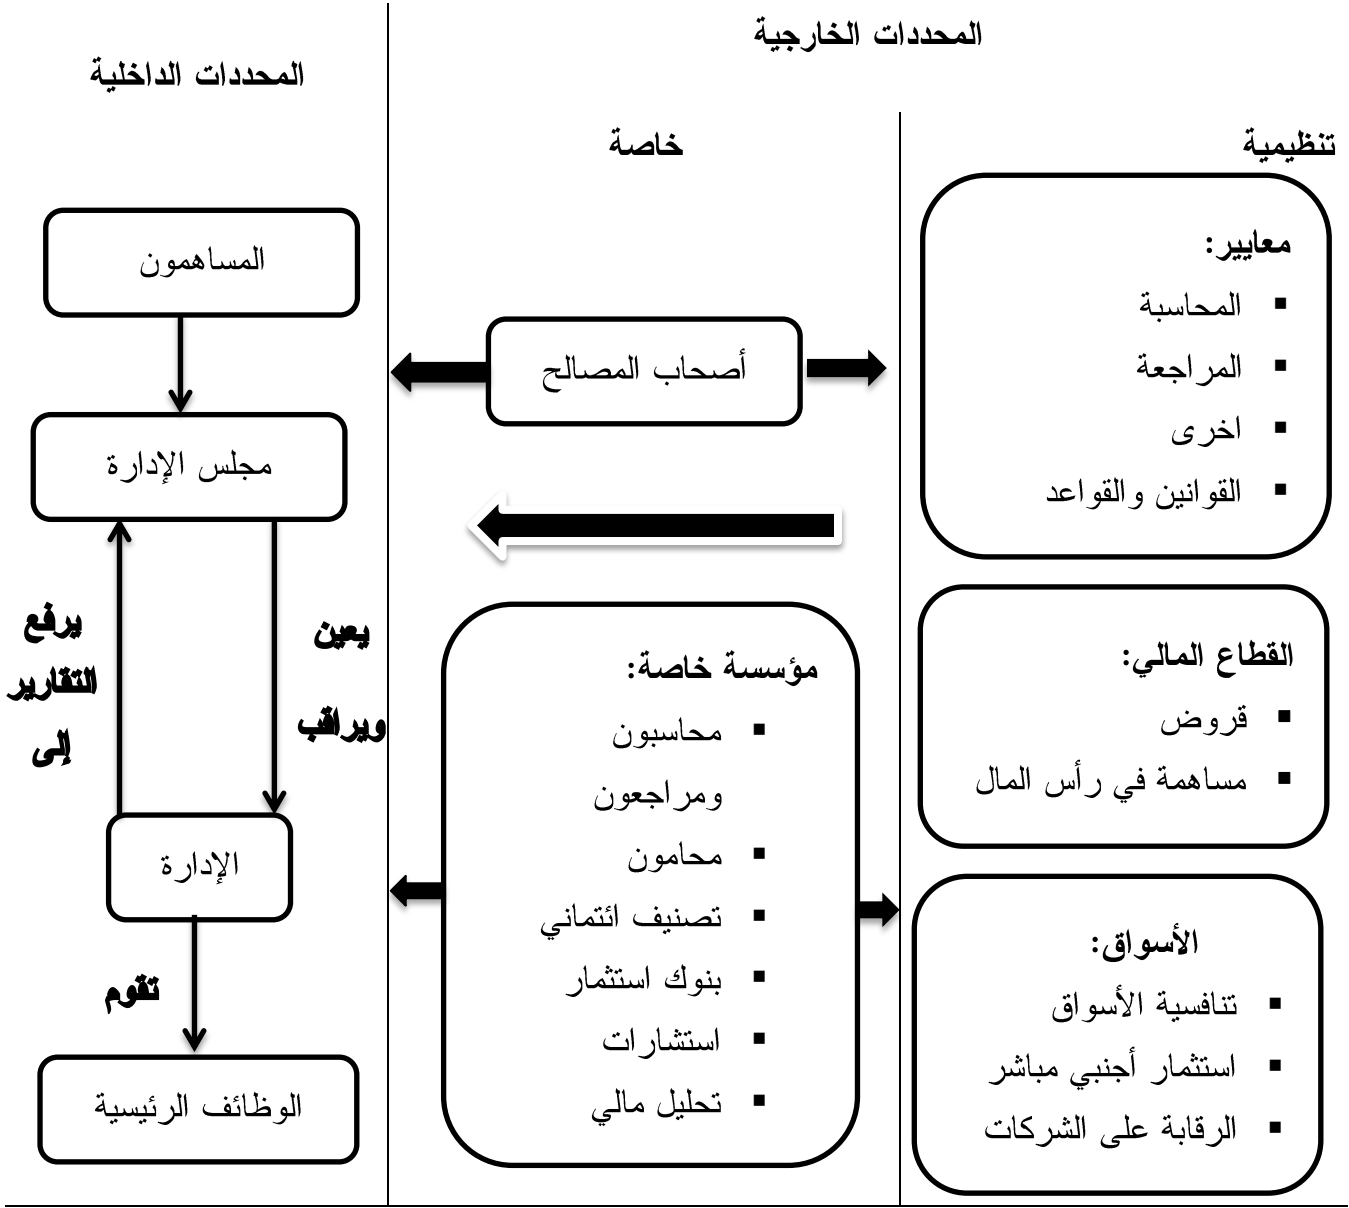 المحددات الخارجية
المحددات الداخلية
تنظيمية
خاصة
معايير:
▪ المحاسبة
▪ المراجعة
▪ اخرى
▪ القوانين والقواعد
القطاع المالي:
▪ قروض
▪ مساهمة في رأس المال
الأسواق:
▪ تنافسية الأسواق
▪ استثمار أجنبي مباشر
▪ الرقابة على الشركات
أصحاب المصالح
مؤسسة خاصة:
▪ محاسبون
ومراجعون
▪ محامون
▪ تصنيف ائتماني
▪ بنوك استثمار
▪ استشارات
▪ تحليل مالي
المساهمون
مجلس الإدارة
يعين
ويراقب
يرفع
التقارير
إلى
الإدارة
تقوم
الوظائف الرئيسية